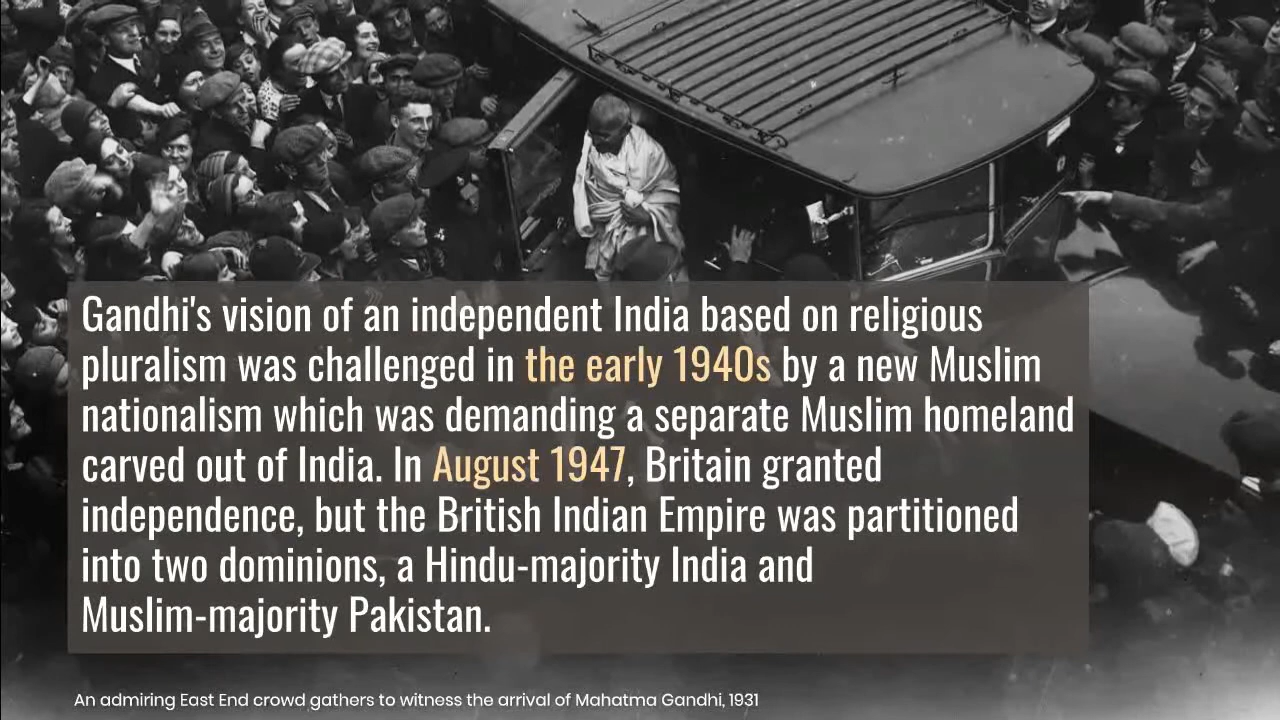 Gandhi's vision of an independent India based on religious
pluralism was challenged in the early 1940s by a new Muslim
nationalism which was demanding a separate Muslim homeland
carved out of India. In August 1947, Britain granted
independence, but the British Indian Empire was partitioned
into two dominions, a Hindu-majority India and
Muslim-majority Pakistan.
An admiring East End crowd gathers to witness the arrival of Mahatma Gandhi, 1931